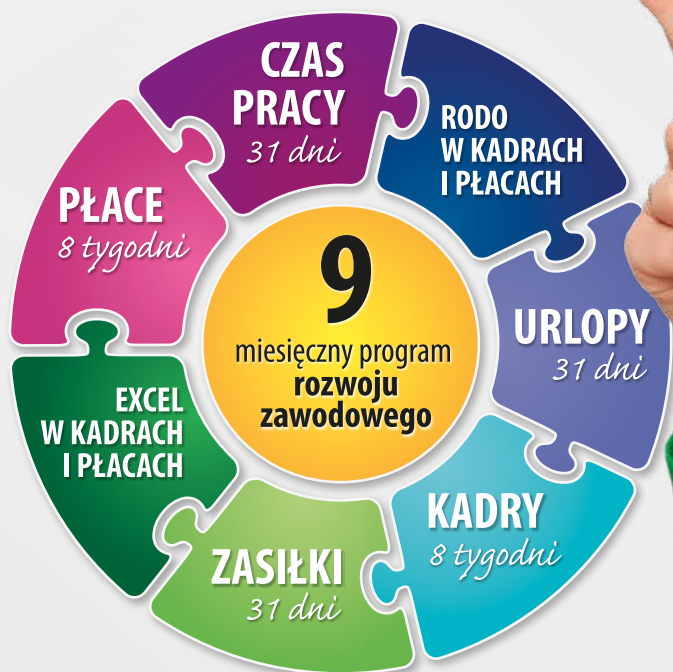 CZAS
PRACY
31 dni
RODO
W KADRACH
I PŁACACH
PŁACE
8 tygodni
9
miesięczny program
rozwoju
zawodowego
URLOPY
31 dni
EXCEL
W KADRACH
I PŁACACH
KADRY
8 tygodni
ZASIŁKI
31 dni